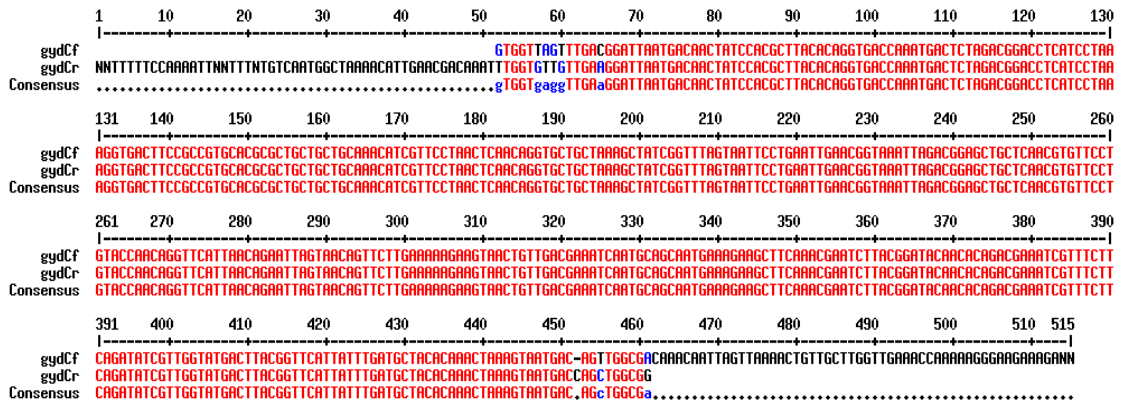 1 10 20 30 40 50 60 70 80 90 100 110 120 130
|--------+---------+---------+---------+---------+---------+---------+---------+---------+---------+---------+---------+---------|
gydCf GTGGTTAGTTTGACGGATTAATGACAACTATCCACGCTTACACAGGTGACCAAATGACTCTAGACGGACCTCATCCTAA
gydCr NNTTTTTCCAAAATTNNTTTNTGTCAATGGCTAAAACATTGAACGACAAATTTGGTGTTGTTGAAGGATTAATGACAACTATCCACGCTTACACAGGTGACCAAATGACTCTAGACGGACCTCATCCTAA
Consensus ...................................................gTGGTgaggTTGAaGGATTAATGACAACTATCCACGCTTACACAGGTGACCAAATGACTCTAGACGGACCTCATCCTAA
131 140 150 160 170 180 190 200 210 220 230 240 250 260
|--------+---------+---------+---------+---------+---------+---------+---------+---------+---------+---------+---------+---------|
gydCf AGGTGACTTCCGCCGTGCACGCGCTGCTGCTGCAAACATCGTTCCTAACTCAACAGGTGCTGCTAAAGCTATCGGTTTAGTAATTCCTGAATTGAACGGTAAATTAGACGGAGCTGCTCAACGTGTTCCT
gydCr AGGTGACTTCCGCCGTGCACGCGCTGCTGCTGCAAACATCGTTCCTAACTCAACAGGTGCTGCTAAAGCTATCGGTTTAGTAATTCCTGAATTGAACGGTAAATTAGACGGAGCTGCTCAACGTGTTCCT
Consensus AGGTGACTTCCGCCGTGCACGCGCTGCTGCTGCAAACATCGTTCCTAACTCAACAGGTGCTGCTAAAGCTATCGGTTTAGTAATTCCTGAATTGAACGGTAAATTAGACGGAGCTGCTCAACGTGTTCCT
261 270 280 290 300 310 320 330 340 350 360 370 380 390
|--------+---------+---------+---------+---------+---------+---------+---------+---------+---------+---------+---------+---------|
gydCf GTACCAACAGGTTCATTAACAGAATTAGTAACAGTTCTTGAAAAAGAAGTAACTGTTGACGAAATCAATGCAGCAATGAAAGAAGCTTCAAACGAATCTTACGGATACAACACAGACGAAATCGTTTCTT
gydCr GTACCAACAGGTTCATTAACAGAATTAGTAACAGTTCTTGAAAAAGAAGTAACTGTTGACGAAATCAATGCAGCAATGAAAGAAGCTTCAAACGAATCTTACGGATACAACACAGACGAAATCGTTTCTT
Consensus GTACCAACAGGTTCATTAACAGAATTAGTAACAGTTCTTGAAAAAGAAGTAACTGTTGACGAAATCAATGCAGCAATGAAAGAAGCTTCAAACGAATCTTACGGATACAACACAGACGAAATCGTTTCTT
391 400 410 420 430 440 450 460 470 480 490 500 510 515
|--------+---------+---------+---------+---------+---------+---------+---------+---------+---------+---------+---------+----|
gydCf CAGATATCGTTGGTATGACTTACGGTTCATTATTTGATGCTACACAAACTAAAGTAATGAC-AGTTGGCGACAAACAATTAGTTAAAACTGTTGCTTGGTTGAAACCAAAAAGGGAAGAAAGANN
gydCr CAGATATCGTTGGTATGACTTACGGTTCATTATTTGATGCTACACAAACTAAAGTAATGACCAGCTGGCGG
Consensus CAGATATCGTTGGTATGACTTACGGTTCATTATTTGATGCTACACAAACTAAAGTAATGAC.AGcTGGCGa......................................................